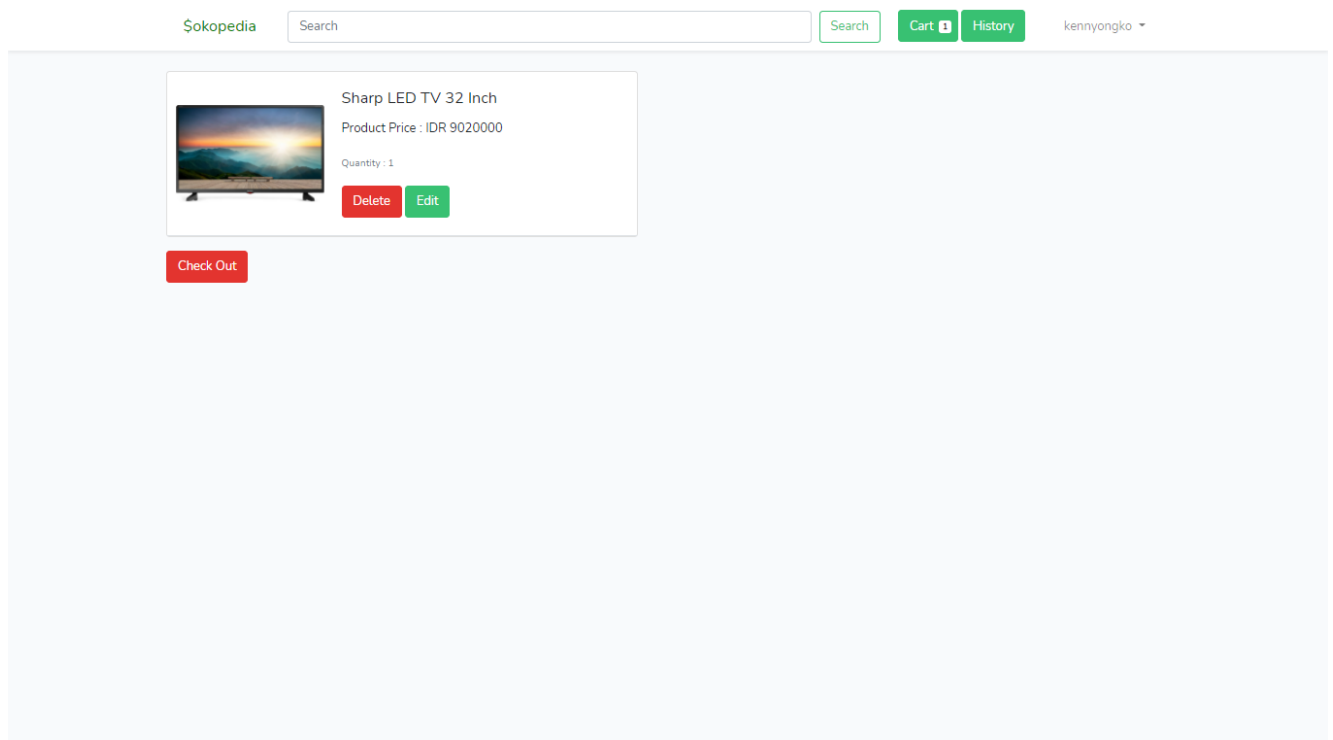 $okopedia Search Search Cart 1 History kennyongko
Sharp LED TV 32 Inch
Product Price : IDR 9020000
Quantity : 1
Delete Edit
Check Out